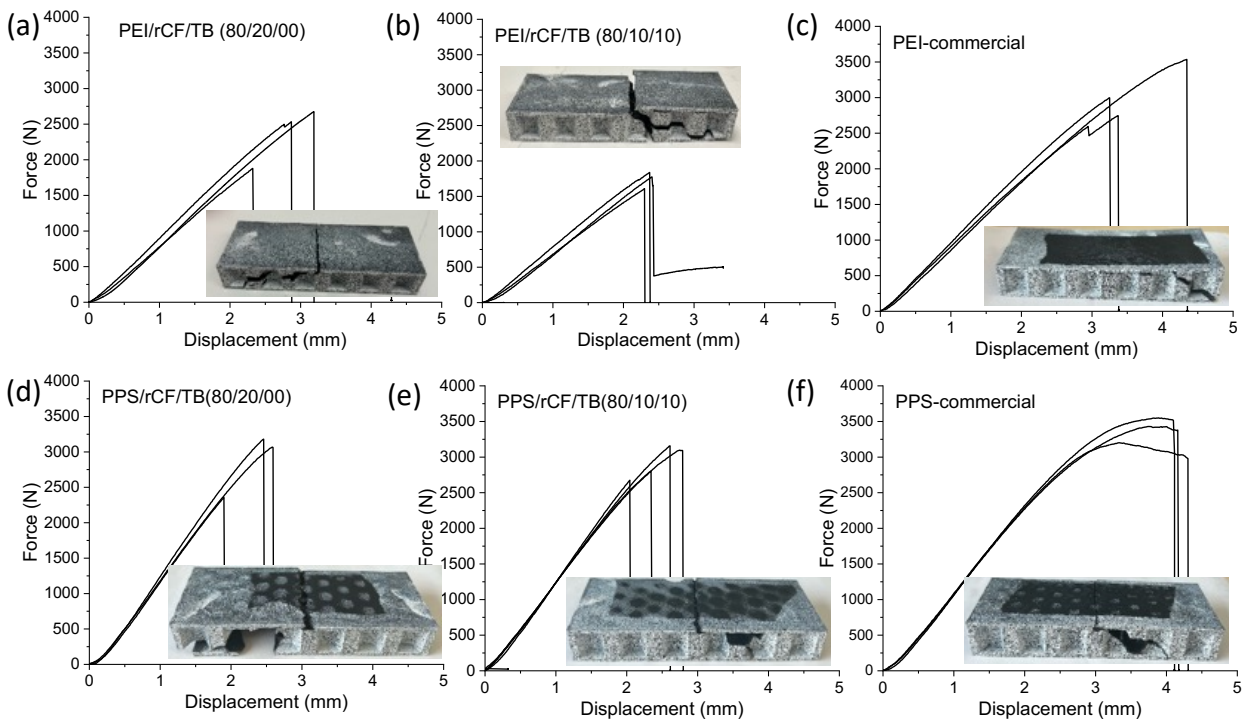 (a)
PEI/rCF/TB (80/20/00)
4000
3500
3000
2500
2000
1500
1000
500
0
Force (N)
0 1 2 3 4 5
Displacement (mm)
(b)
PEI/rCF/TB (80/10/10)
4000
3500
3000
2500
2000
1500
1000
500
0
Force (N)
0 1 2 3 4 5
Displacement (mm)
(c)
PEI-commercial
4000
3500
3000
2500
2000
1500
1000
500
0
Force (N)
0 1 2 3 4 5
Displacement (mm)
(d)
PPS/rCF/TB(80/20/00)
4000
3500
3000
2500
2000
1500
1000
500
0
Force (N)
0 1 2 3 4 5
Displacement (mm)
(e)
PPS/rCF/TB(80/10/10)
4000
3500
3000
2500
2000
1500
1000
500
0
Force (N)
0 1 2 3 4 5
Displacement (mm)
(f)
PPS-commercial
4000
3500
3000
2500
2000
1500
1000
500
0
Force (N)
0 1 2 3 4 5
Displacement (mm)